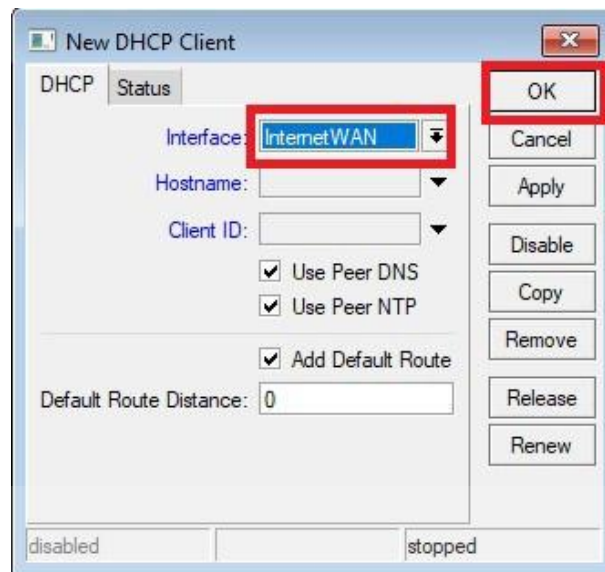 New DHCP Client
DHCP Status
Interface: InternetWAN
Hostname:
Client ID:
Use Peer DNS
Use Peer NTP
Add Default Route
Default Route Distance: 0
OK
Cancel
Apply
Disable
Copy
Remove
Release
Renew
disabled stopped